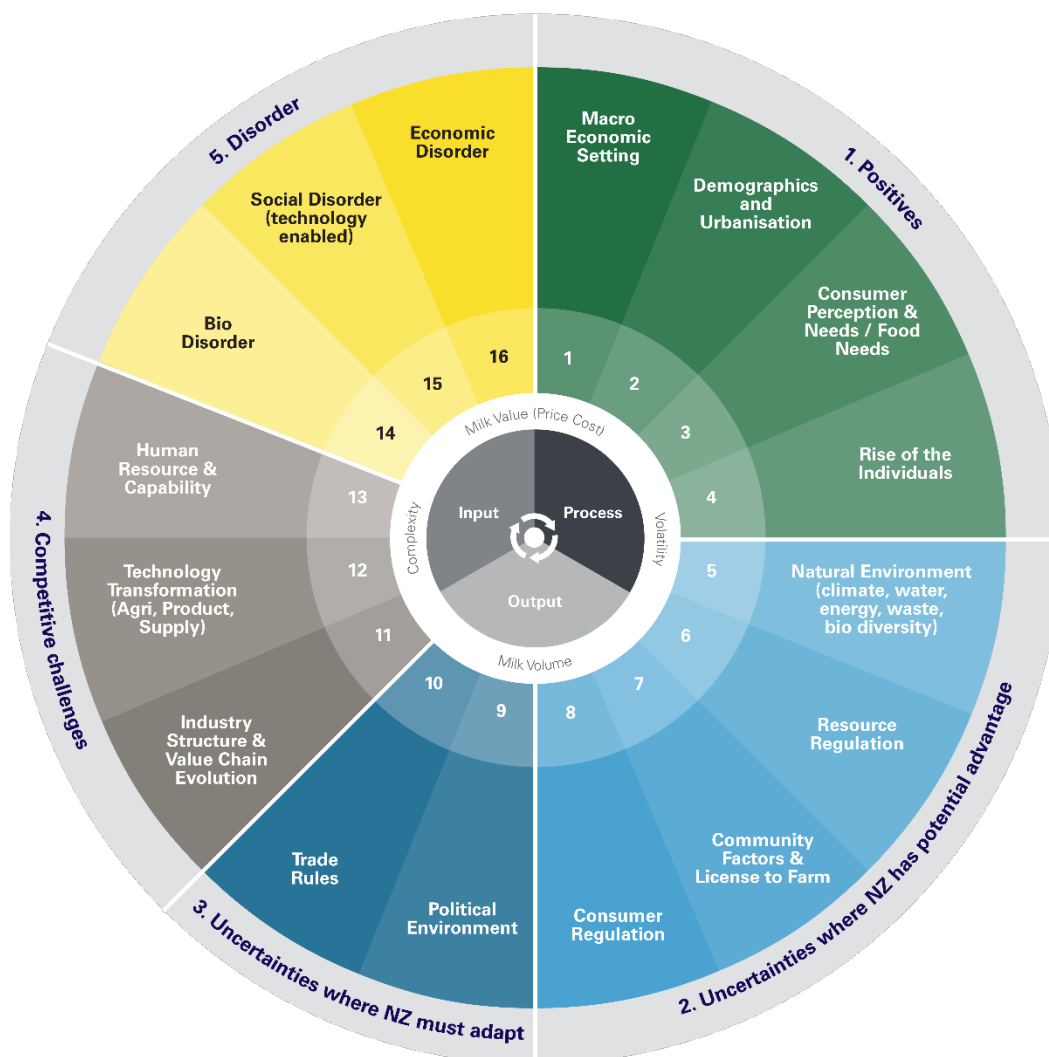 1. Positives
Macro
Economic
Setting
1
Demographics
and
Urbanisation
2
Consumer
Perception &
Needs / Food
Needs
3
Rise of the
Individuals
4
2. Uncertainties where NZ has potential advantage
Natural Environment
(climate, water,
energy, waste,
bio diversity)
5
Resource
Regulation
6
Community
Factors &
License to Farm
7
Consumer
Regulation
8
3. Uncertainties where NZ must adapt
Political
Environment
9
Trade
Rules
10
4. Competitive challenges
Industry
Structure &
Value Chain
Evolution
11
Technology
Transformation
(Agri, Product,
Supply)
12
Human
Resource &
Capability
13
5. Disorder
Bio
Disorder
14
Social Disorder
(technology
enabled)
15
Economic
Disorder
16
Milk Value (Price Cost)
Volatility
Milk Volume
Complexity
Input
Process
Output